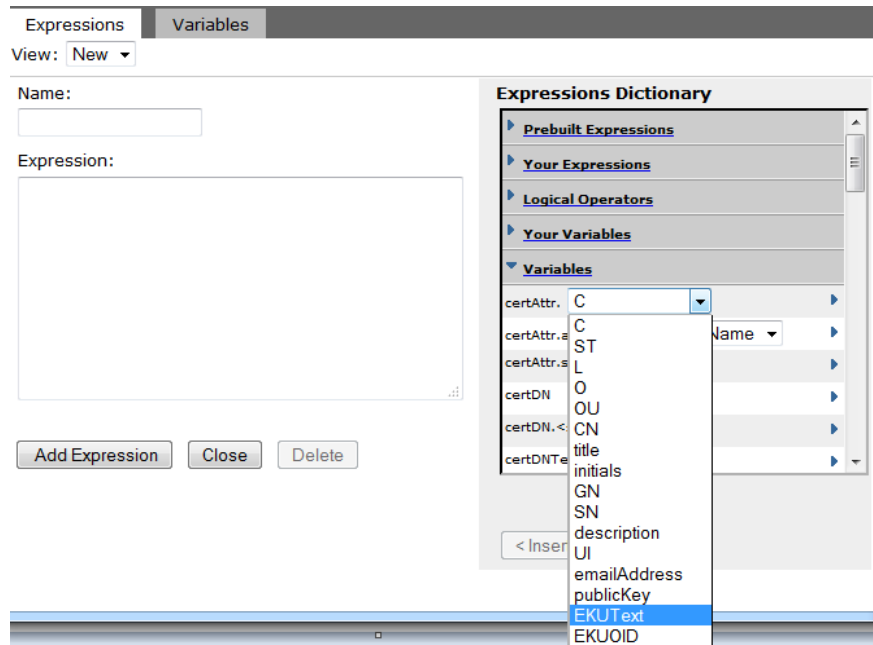 Expressions Variables
View: New
Name:
Expression:
Add Expression Close Delete
Expressions Dictionary
Prebuilt Expressions
Your Expressions
Logical Operators
Your Variables
Variables
certAttr. C
certAttr.a Name
certAttr.s
certDN
certDN.<
certDNTe
C
ST
L
O
OU
CN
title
initials
GN
SN
description
UI
emailAddress
publicKey
EKUText
EKUOID
< Inser